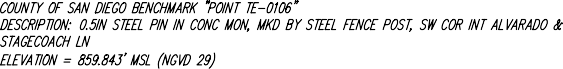 COUNTY OF SAN DIEGO BENCHMARK "POINT TE-0106"
DESCRIPTION: 0.5IN STEEL PIN IN CONC MON, MKD BY STEEL FENCE POST, SW COR INT ALVARADO &
STAGECOACH LN
ELEVATION = 859.843' MSL (NGVD 29)